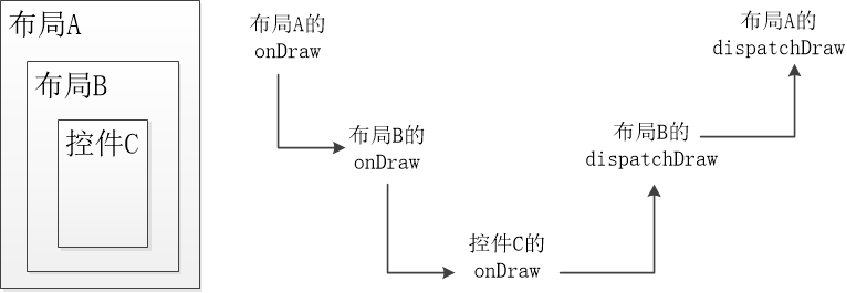 布局A
布局B
控件C
布局A的
onDraw
布局B的
onDraw
控件C的
onDraw
布局B的
dispatchDraw
布局A的
dispatchDraw